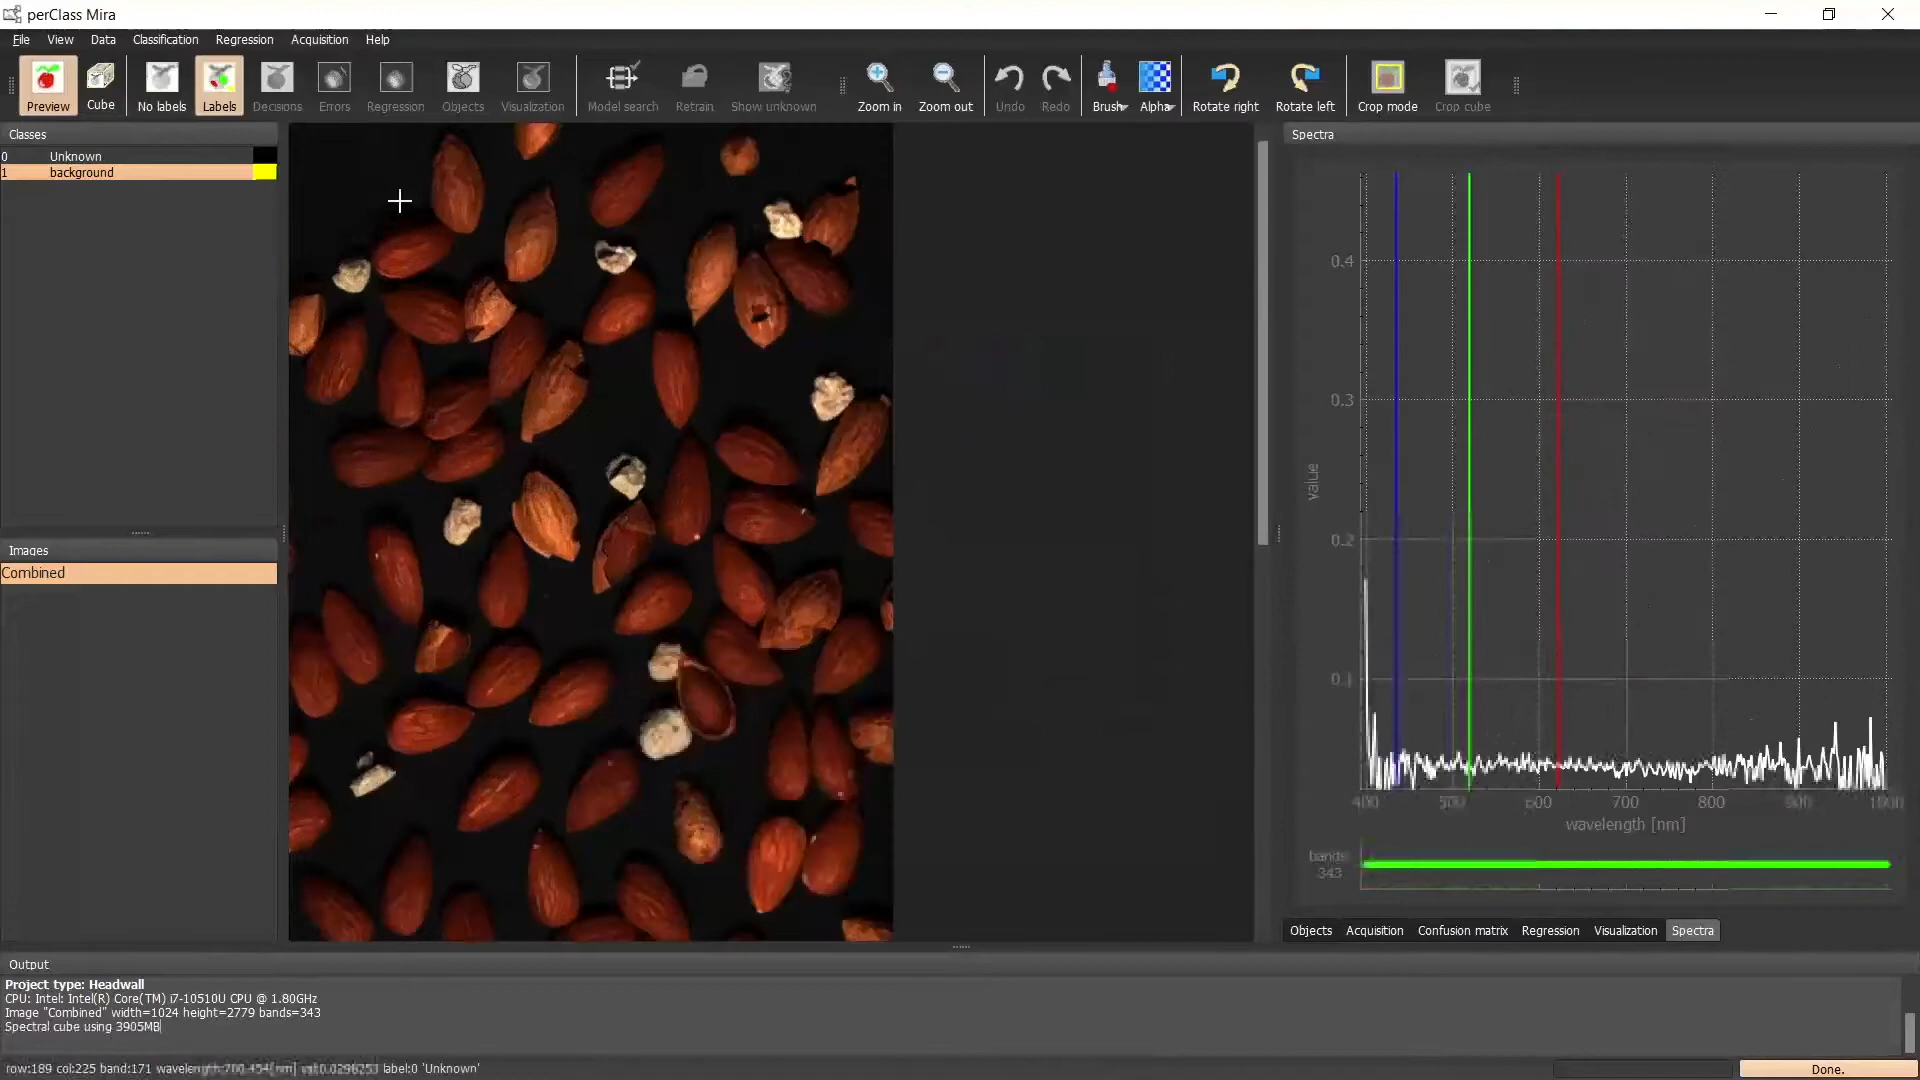 perClass Mira
File View Data Classification Regression Acquisition Help
Preview Cube No labels Labels Decisions Errors Regression Objects Visualization Model search Retrain Show unknown Zoom in Zoom out Undo Redo Brush Alpha Rotate right Rotate left Crop mode Crop cube
Classes
0 Unknown
1 background
Images
Combined
Spectra
0.4
0.3
0.2
0.1
value
400 500 600 700 800 900 1000
wavelength [nm]
bands:
343
Objects Acquisition Confusion matrix Regression Visualization Spectra
Output
Project type: Headwall
CPU: Intel: Intel(R) Core(TM) i7-10510U CPU @ 1.80GHz
Image "Combined" width=1024 height=2779 bands=343
Spectral cube using 3905MB
row:189 col:225 band:171 label:0 'Unknown'
Done.